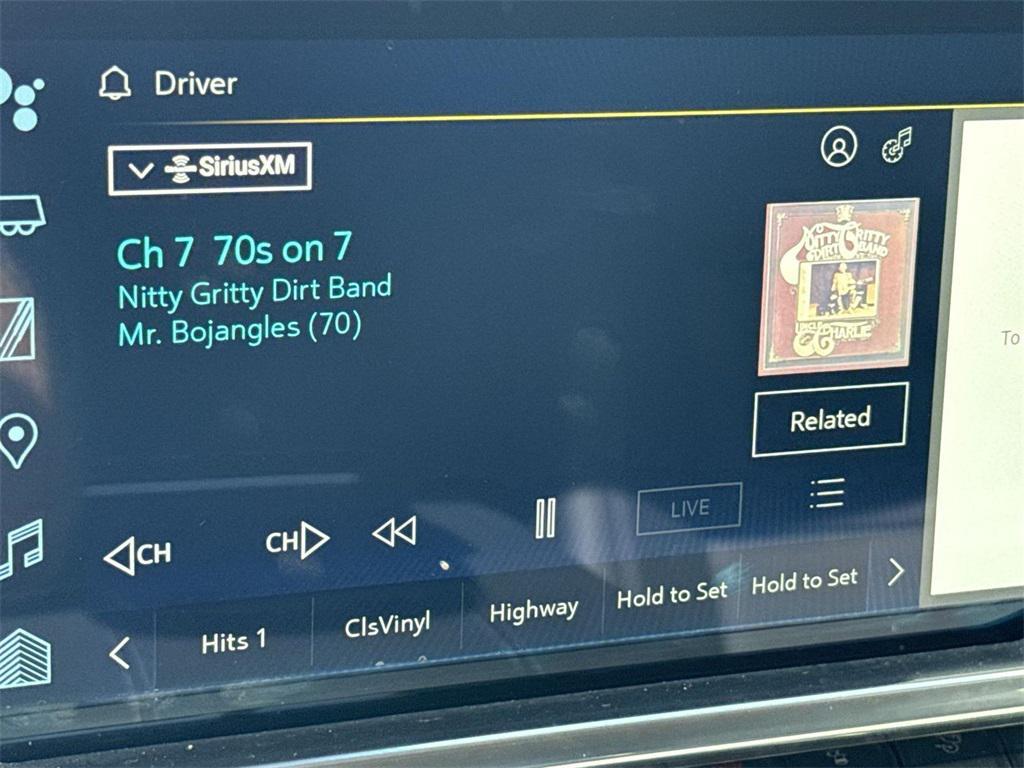 Driver
SiriusXM
Ch 7 70s on 7
Nitty Gritty Dirt Band
Mr. Bojangles (70)
NITTY GRITTY
DIRT BAND
UNCLE
CHARLIE
To
Related
CH
CH
LIVE
Hits 1
ClsVinyl
Highway
Hold to Set
Hold to Set